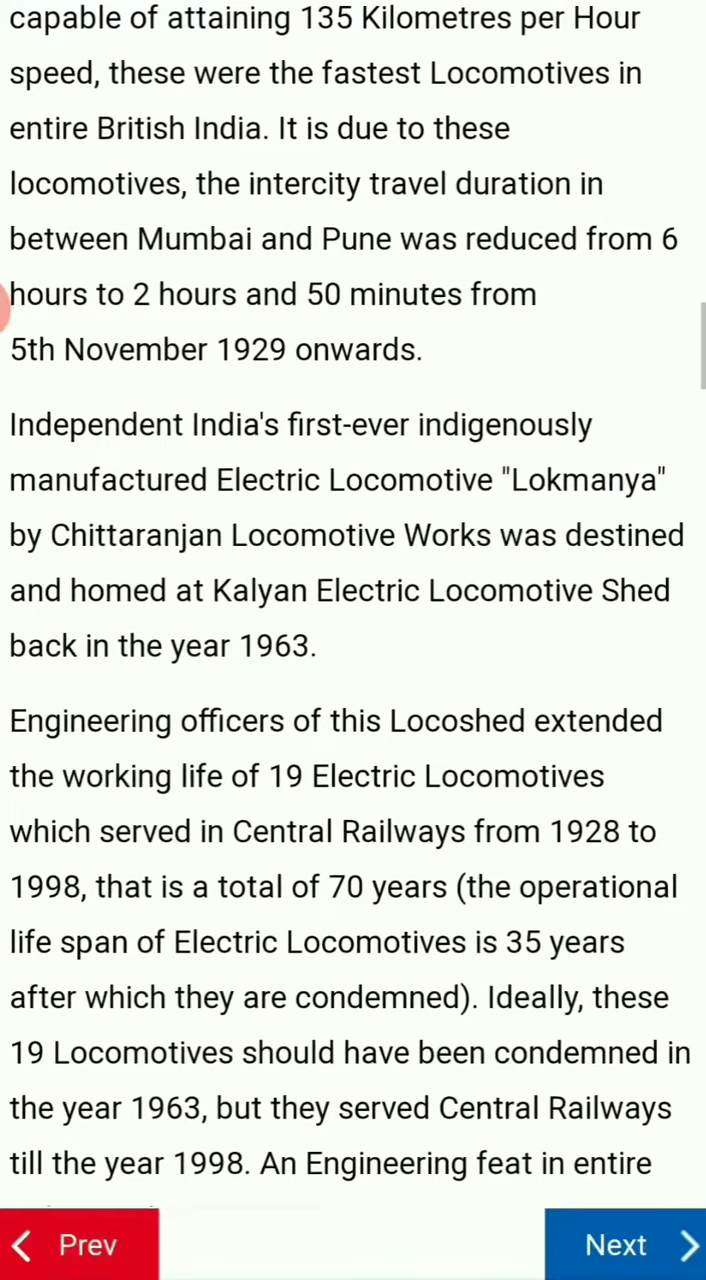 capable of attaining 135 Kilometres per Hour
speed, these were the fastest Locomotives in
entire British India. It is due to these
locomotives, the intercity travel duration in
between Mumbai and Pune was reduced from 6
hours to 2 hours and 50 minutes from
5th November 1929 onwards.
Independent India's first-ever indigenously
manufactured Electric Locomotive "Lokmanya"
by Chittaranjan Locomotive Works was destined
and homed at Kalyan Electric Locomotive Shed
back in the year 1963.
Engineering officers of this Locoshed extended
the working life of 19 Electric Locomotives
which served in Central Railways from 1928 to
1998, that is a total of 70 years (the operational
life span of Electric Locomotives is 35 years
after which they are condemned). Ideally, these
19 Locomotives should have been condemned in
the year 1963, but they served Central Railways
till the year 1998. An Engineering feat in entire
Prev
Next